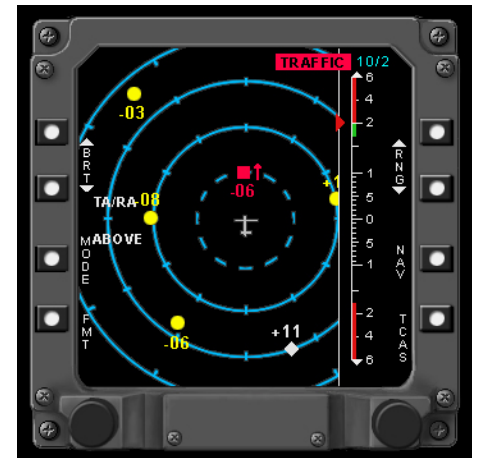 TRAFFIC 10/2
6
4
-03
2
BRT
RNG
1
-06
+1
5
TA/RA
-08
0
ABOVE
MODE
NAV
5
1
2
FMT
TCAS
+11
-06
4
6